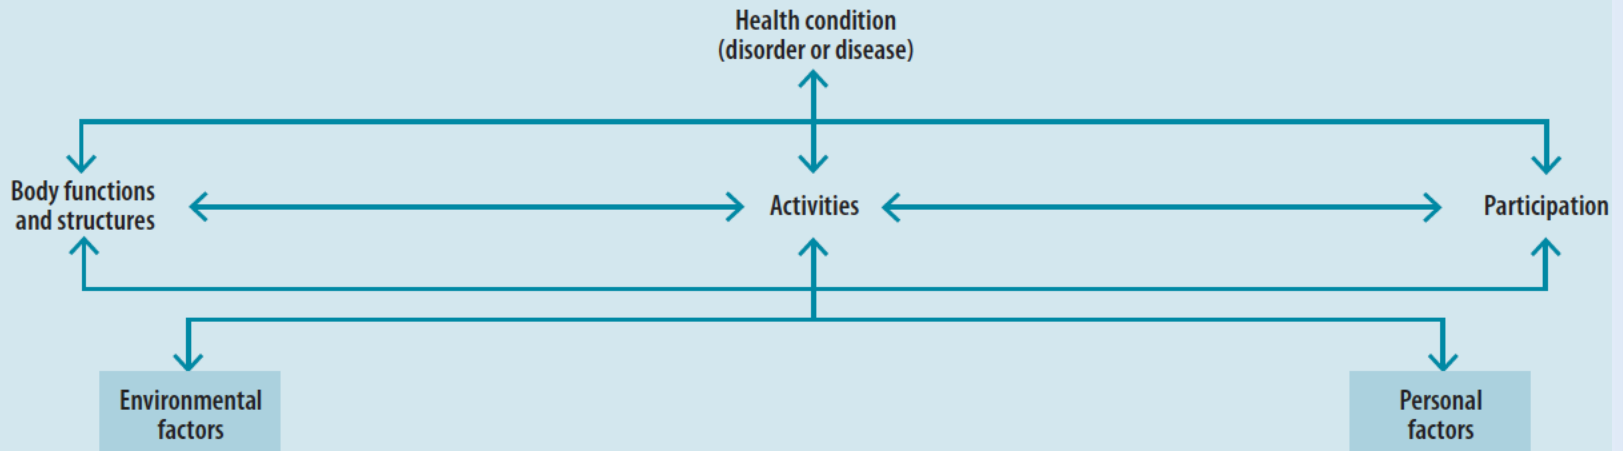 Health condition
(disorder or disease)
Body functions
and structures
Activities
Participation
Environmental
factors
Personal
factors